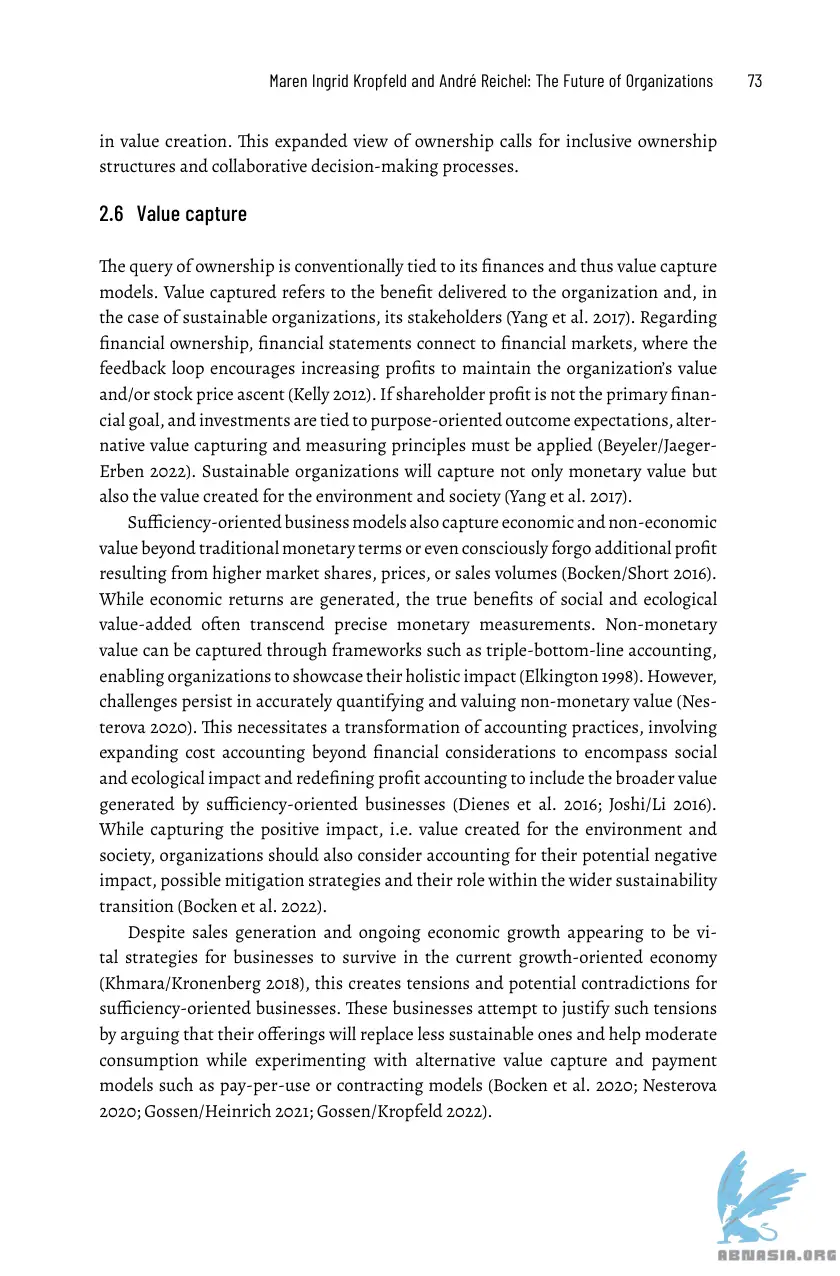 Maren Ingrid Kropfeld and André Reichel: The Future of Organizations 73
in value creation. This expanded view of ownership calls for inclusive ownership
structures and collaborative decision-making processes.
2.6 Value capture
The query of ownership is conventionally tied to its finances and thus value capture
models. Value captured refers to the benefit delivered to the organization and, in
the case of sustainable organizations, its stakeholders (Yang et al. 2017). Regarding
financial ownership, financial statements connect to financial markets, where the
feedback loop encourages increasing profits to maintain the organization’s value
and/or stock price ascent (Kelly 2012). If shareholder profit is not the primary finan-
cial goal, and investments are tied to purpose-oriented outcome expectations, alter-
native value capturing and measuring principles must be applied (Beyeler/Jaeger-
Erben 2022). Sustainable organizations will capture not only monetary value but
also the value created for the environment and society (Yang et al. 2017).
Sufficiency-oriented business models also capture economic and non-economic
value beyond traditional monetary terms or even consciously forgo additional profit
resulting from higher market shares, prices, or sales volumes (Bocken/Short 2016).
While economic returns are generated, the true benefits of social and ecological
value-added often transcend precise monetary measurements. Non-monetary
value can be captured through frameworks such as triple-bottom-line accounting,
enabling organizations to showcase their holistic impact (Elkington 1998). However,
challenges persist in accurately quantifying and valuing non-monetary value (Nes-
terova 2020). This necessitates a transformation of accounting practices, involving
expanding cost accounting beyond financial considerations to encompass social
and ecological impact and redefining profit accounting to include the broader value
generated by sufficiency-oriented businesses (Dienes et al. 2016; Joshi/Li 2016).
While capturing the positive impact, i.e. value created for the environment and
society, organizations should also consider accounting for their potential negative
impact, possible mitigation strategies and their role within the wider sustainability
transition (Bocken et al. 2022).
Despite sales generation and ongoing economic growth appearing to be vi-
tal strategies for businesses to survive in the current growth-oriented economy
(Khmara/Kronenberg 2018), this creates tensions and potential contradictions for
sufficiency-oriented businesses. These businesses attempt to justify such tensions
by arguing that their offerings will replace less sustainable ones and help moderate
consumption while experimenting with alternative value capture and payment
models such as pay-per-use or contracting models (Bocken et al. 2020; Nesterova
2020; Gossen/Heinrich 2021; Gossen/Kropfeld 2022).
ABNASIA.ORG